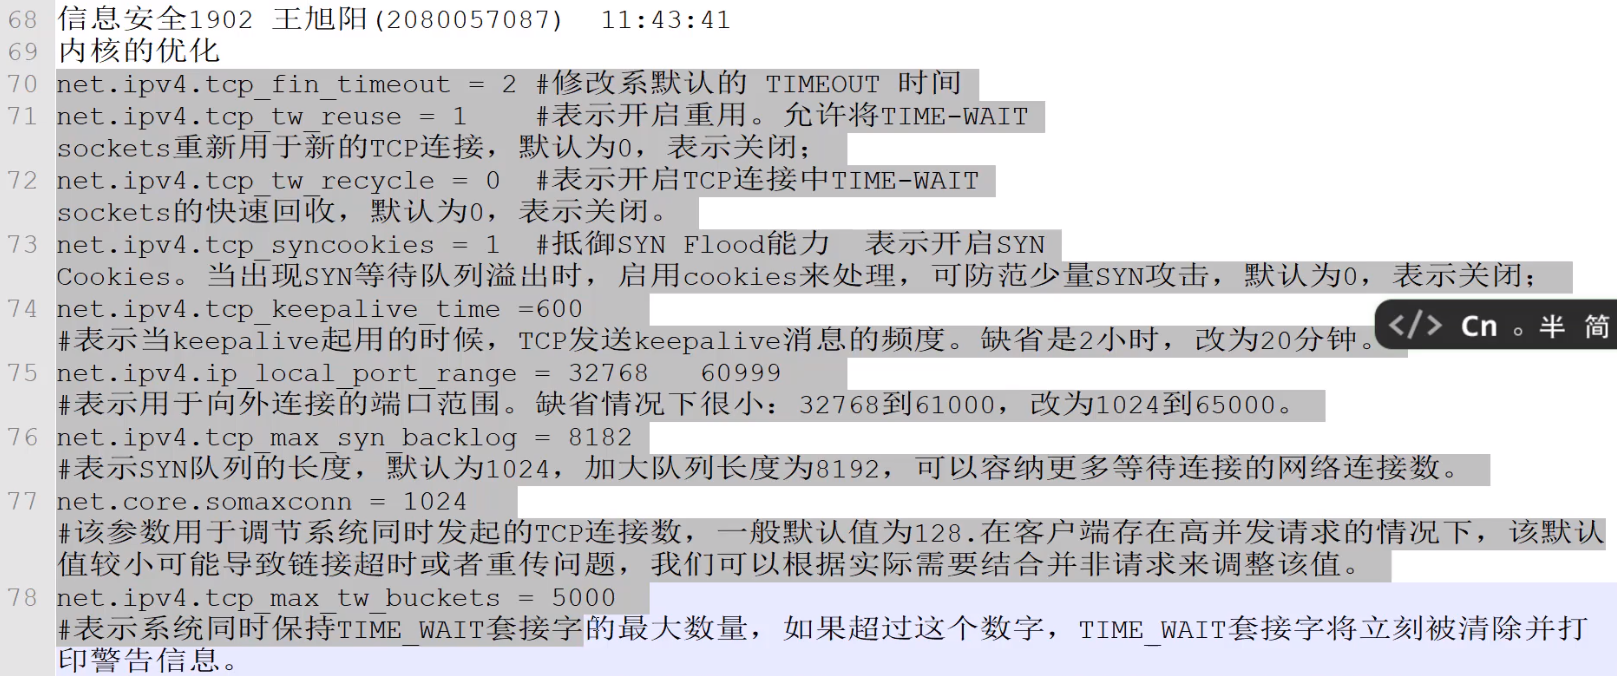 68 信息安全1902 王旭阳(2080057087)  11:43:41
69 内核的优化
70 net.ipv4.tcp_fin_timeout = 2 #修改系默认的 TIMEOUT 时间
71 net.ipv4.tcp_tw_reuse = 1    #表示开启重用。允许将TIME-WAIT
sockets重新用于新的TCP连接，默认为0，表示关闭；
72 net.ipv4.tcp_tw_recycle = 0  #表示开启TCP连接中TIME-WAIT
sockets的快速回收，默认为0，表示关闭。
73 net.ipv4.tcp_syncookies = 1  #抵御SYN Flood能力  表示开启SYN
Cookies。当出现SYN等待队列溢出时，启用cookies来处理，可防范少量SYN攻击，默认为0，表示关闭；
74 net.ipv4.tcp_keepalive_time =600
</> Cn 。半 简
#表示当keepalive起用的时候，TCP发送keepalive消息的频度。缺省是2小时，改为20分钟。
75 net.ipv4.ip_local_port_range = 32768   60999
#表示用于向外连接的端口范围。缺省情况下很小：32768到61000，改为1024到65000。
76 net.ipv4.tcp_max_syn_backlog = 8182
#表示SYN队列的长度，默认为1024，加大队列长度为8192，可以容纳更多等待连接的网络连接数。
77 net.core.somaxconn = 1024
#该参数用于调节系统同时发起的TCP连接数，一般默认值为128.在客户端存在高并发请求的情况下，该默认
值较小可能导致链接超时或者重传问题，我们可以根据实际需要结合并非请求来调整该值。
78 net.ipv4.tcp_max_tw_buckets = 5000
#表示系统同时保持TIME_WAIT套接字的最大数量，如果超过这个数字，TIME_WAIT套接字将立刻被清除并打
印警告信息。